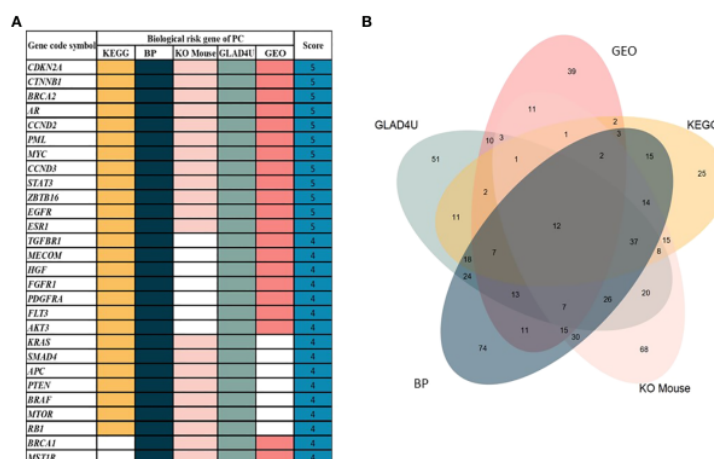 A
Biological risk gene of PC
Gene code symbol
Score
KEGG BP KO Mouse GLAD4U GEO
CDKN2A 5
CTNNB1 5
BRCA2 5
AR 5
CCND2 5
PML 5
MYC 5
CCND3 5
STAT3 5
ZBTB16 5
EGFR 5
ESR1 5
TGFBR1 4
MECOM 4
HGF 4
FGFR1 4
PDGFRA 4
FLT3 4
AKT3 4
KRAS 4
SMAD4 4
APC 4
PTEN 4
BRAF 4
MTOR 4
RB1 4
BRCA1 4
MST1R 4
B
GEO
39
11
2
GLAD4U
10 3 1 3
KEGG
51 1 2 15
25
2 14
11
12
37 15
7 8
18
24
13 26 20
7
11 15
30
74 68
BP
KO Mouse